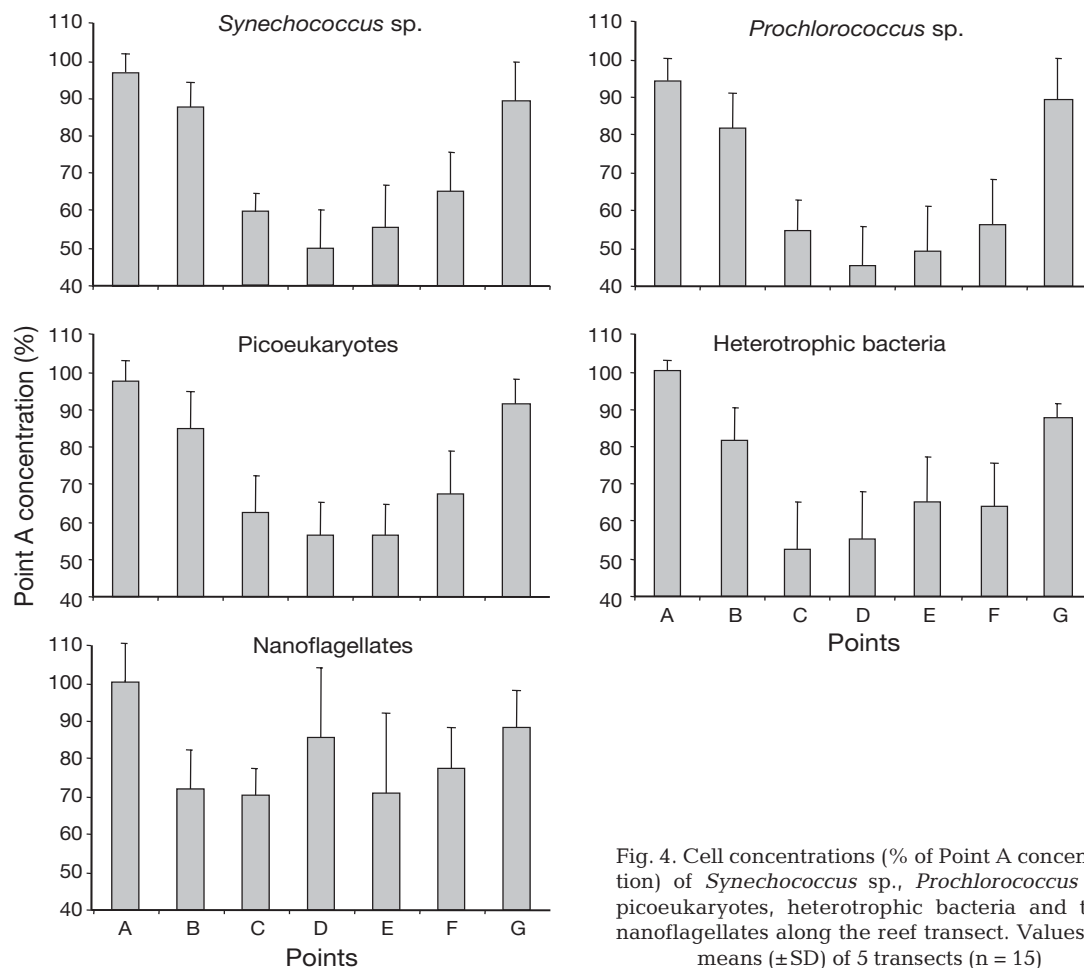 Synechococcus sp.
110
100
90
80
70
60
50
40
Prochlorococcus sp.
110
100
90
80
70
60
50
40
Point A concentration (%)
Picoeukaryotes
110
100
90
80
70
60
50
40
Heterotrophic bacteria
110
100
90
80
70
60
50
40
A B C D E F G
Points
Nanoflagellates
110
100
90
80
70
60
50
40
A B C D E F G
Points
Fig. 4. Cell concentrations (% of Point A concen
tion) of Synechococcus sp., Prochlorococcus
picoeukaryotes, heterotrophic bacteria and t
nanoflagellates along the reef transect. Values
means (±SD) of 5 transects (n = 15)